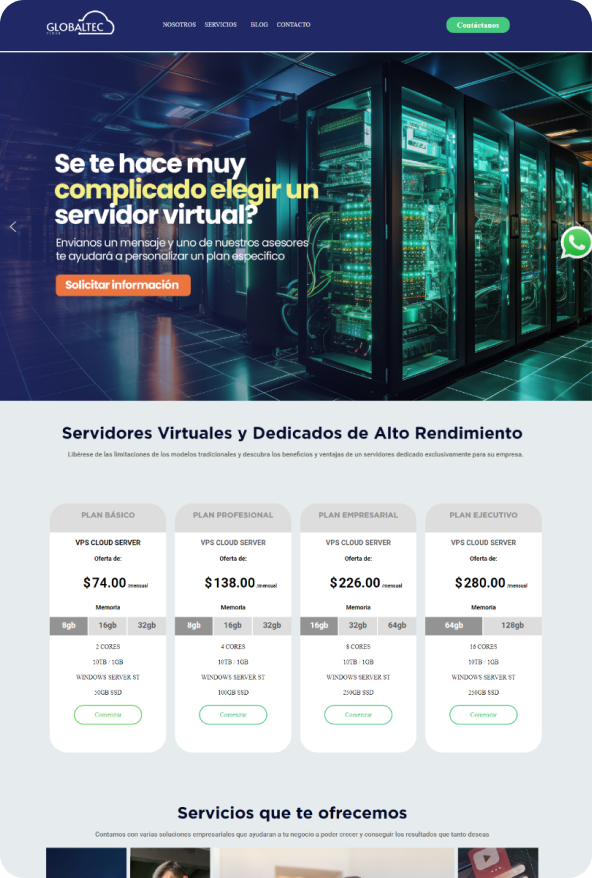 GLOBALTEC
NOSOTROS SERVICIOS BLOG CONTACTO
Contáctanos
Se te hace muy
complicado elegir un
servidor virtual?
Envianos un mensaje y uno de nuestros asesores
te ayudará a personalizar un plan especifico
Solicitar información
Servidores Virtuales y Dedicados de Alto Rendimiento
Libérese de las limitaciones de los modelos tradicionales y descubra los beneficios y ventajas de un servidores dedicado exclusivamente para su empresa.
PLAN BÁSICO
VPS CLOUD SERVER
Oferta de:
$74.00 /mensual
Memoria
8gb 16gb 32gb
2 CORES
10TB / 1GB
WINDOWS SERVER ST
50GB SSD
Comenzar
PLAN PROFESIONAL
VPS CLOUD SERVER
Oferta de:
$138.00 /mensual
Memoria
8gb 16gb 32gb
4 CORES
10TB / 1GB
WINDOWS SERVER ST
100GB SSD
Comenzar
PLAN EMPRESARIAL
VPS CLOUD SERVER
Oferta de:
$226.00 /mensual
Memoria
16gb 32gb 64gb
8 CORES
10TB / 1GB
WINDOWS SERVER ST
250GB SSD
Comenzar
PLAN EJECUTIVO
VPS CLOUD SERVER
Oferta de:
$280.00 /mensual
Memoria
64gb 128gb
16 CORES
10TB / 1GB
WINDOWS SERVER ST
250GB SSD
Comenzar
Servicios que te ofrecemos
Contamos con varias soluciones empresariales que ayudaran a tu negocio a poder crecer y conseguir los resultados que tanto deseas